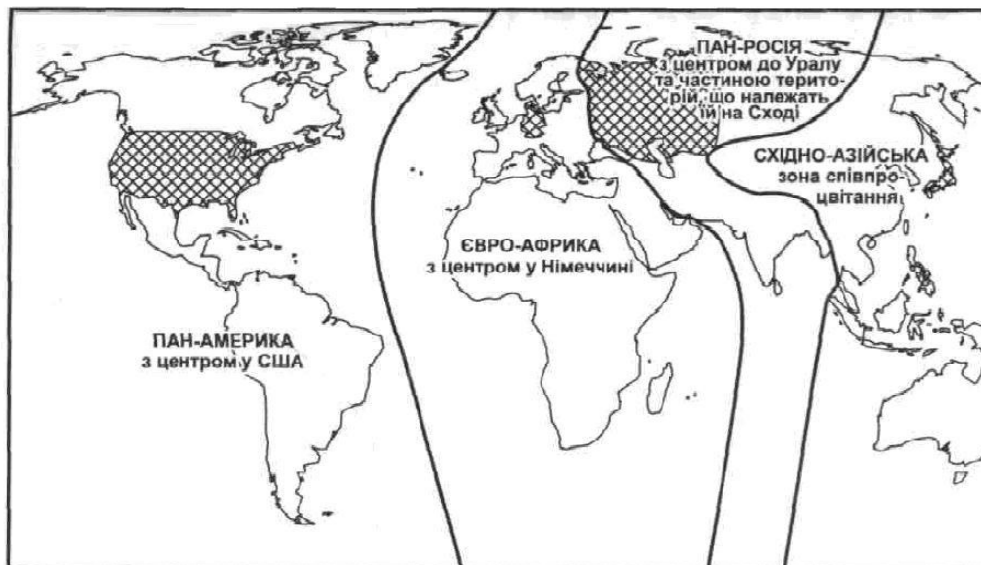 ПАН-РОСІЯ
з центром до Уралу
та частиною терито-
рій, що належать
їй на Сході
СХІДНО-АЗІЙСЬКА
зона співпро-
цвітання
ЄВРО-АФРИКА
з центром у Німеччині
ПАН-АМЕРИКА
з центром у США